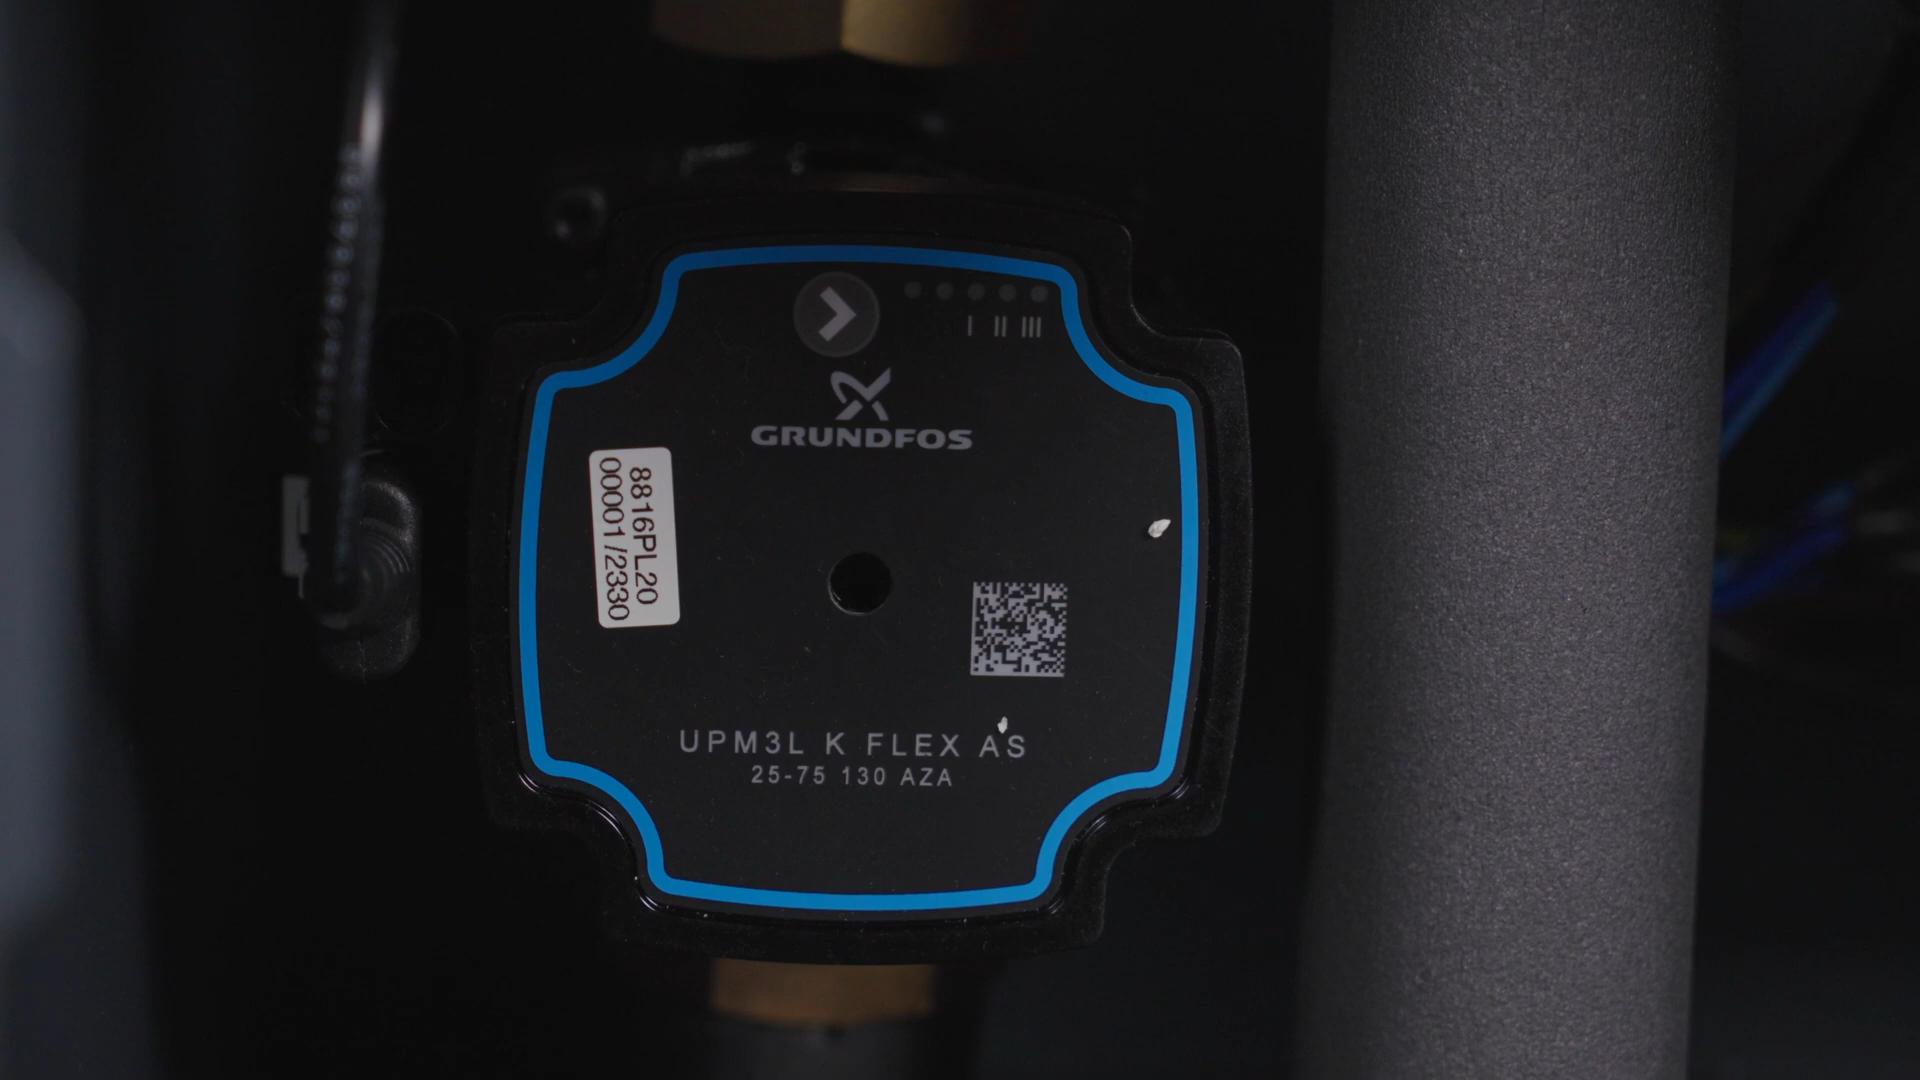 I II III
GRUNDFOS
8816PL20
00001/2330
UPM3L K FLEX AS
25-75 130 AZA